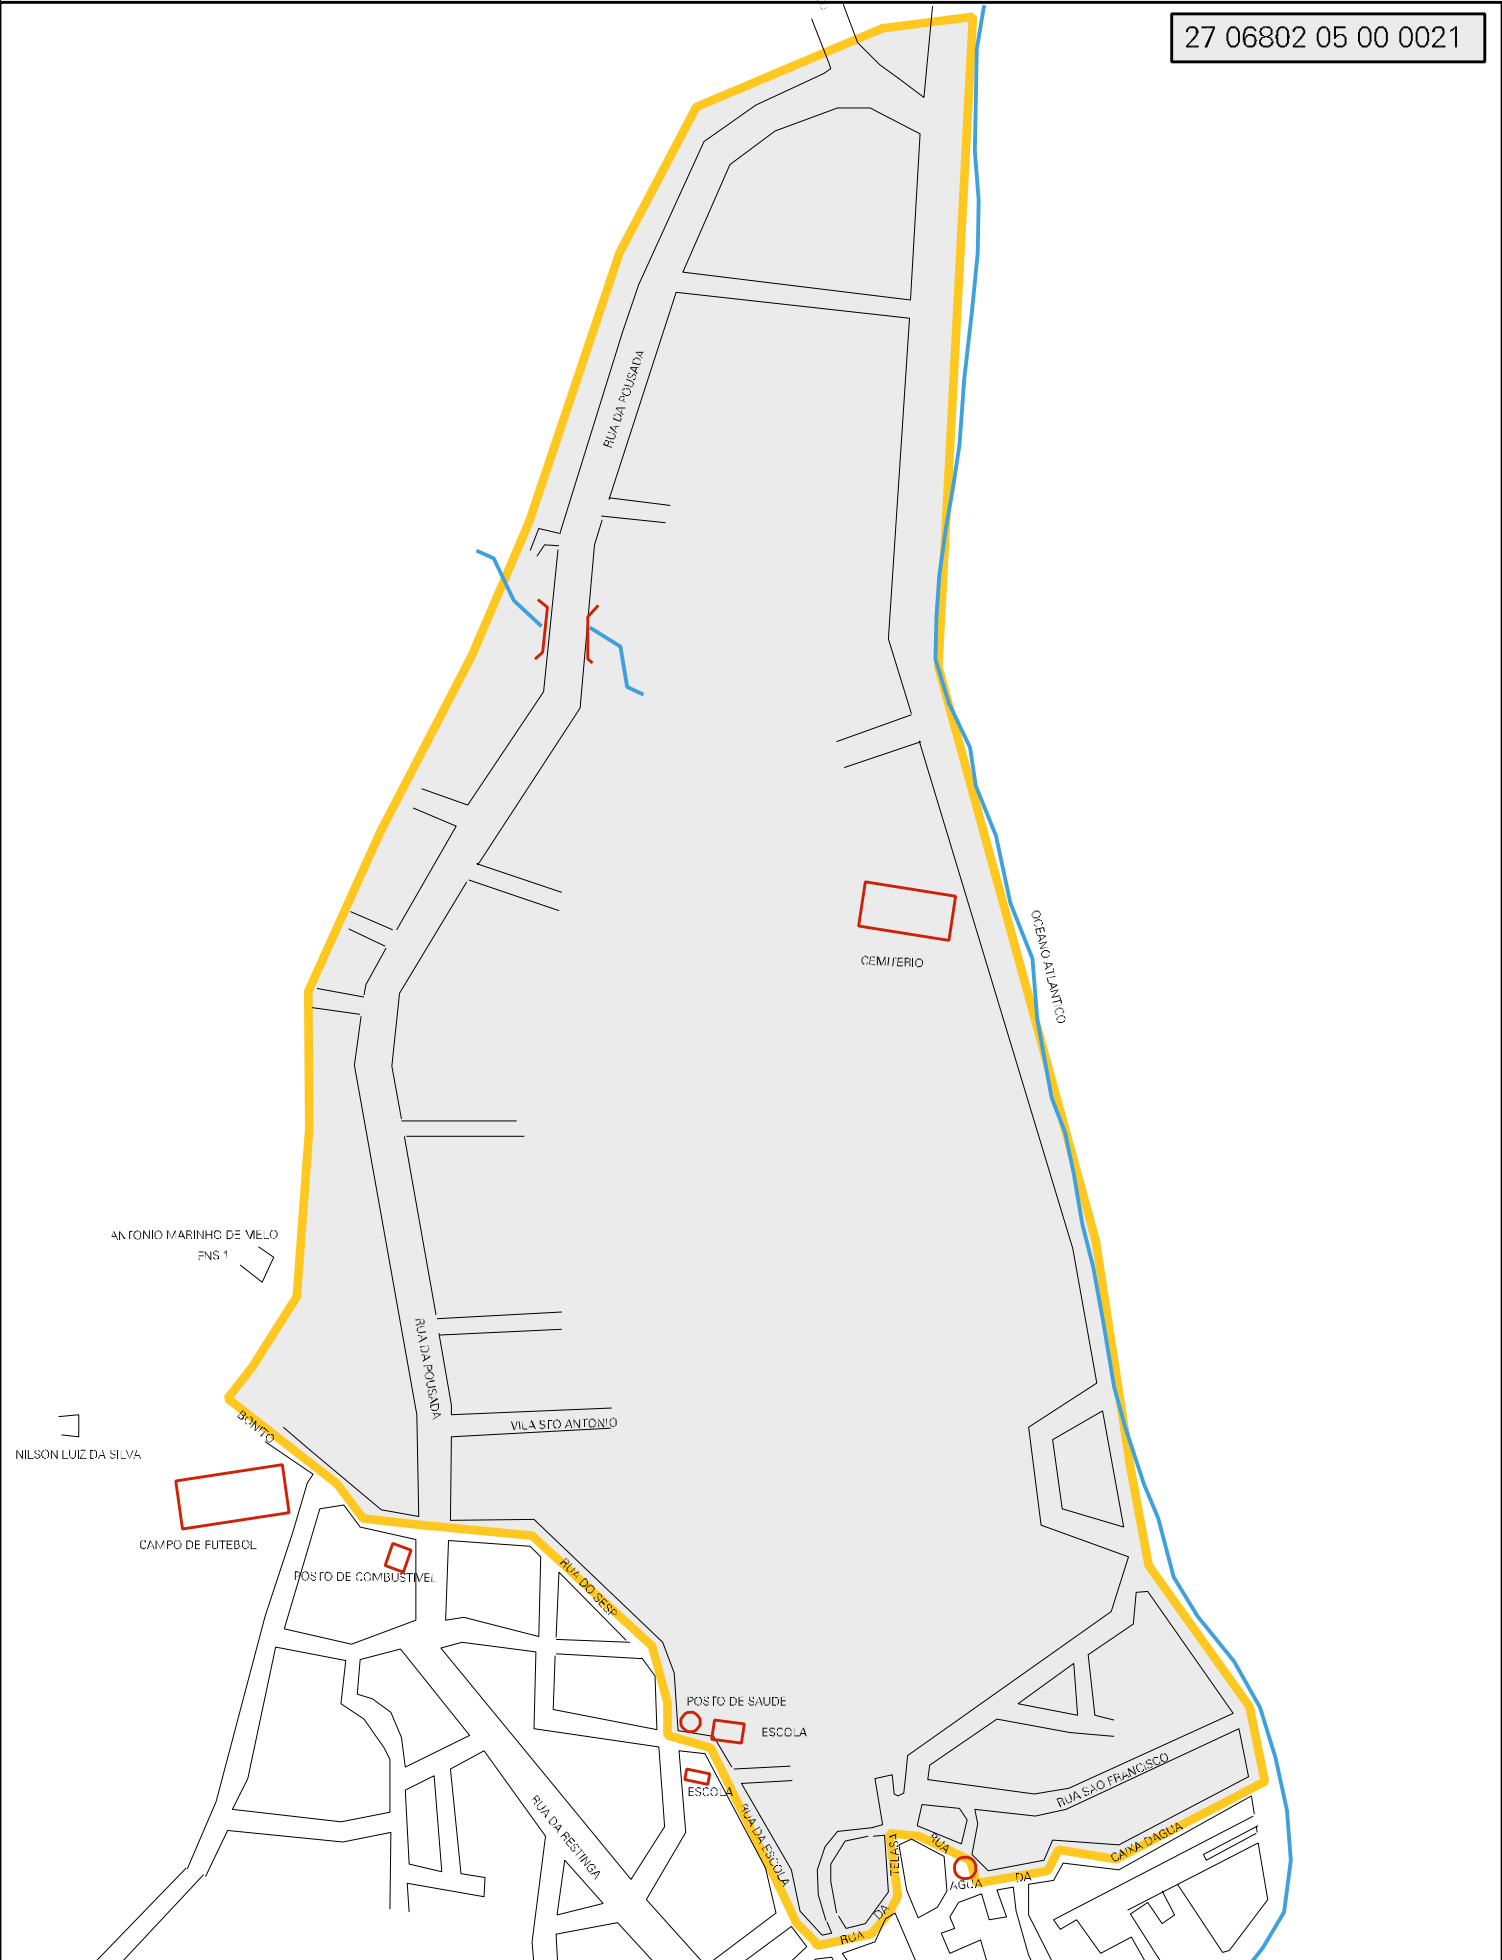 27 06802 05 00 0021
RUA DA POUSADA
CEMITERIO
OCEANO ATLANTICO
ANTONIO MARINHO DE MELO
FNS 1
RUA DA POUSADA
BONITO
VILA STO ANTONIO
NILSON LUIZ DA SILVA
CAMPO DE FUTEBOL
POSTO DE COMBUSTIVEL
RUA DO SESP
POSTO DE SAUDE
ESCOLA
ESCOLA
RUA SAO FRANCISCO
RUA DA RESTINGA
RUA DA ESCOLA
TELASA
RUA
CAIXA DAGUA
AGUA
DA
DA
RUA